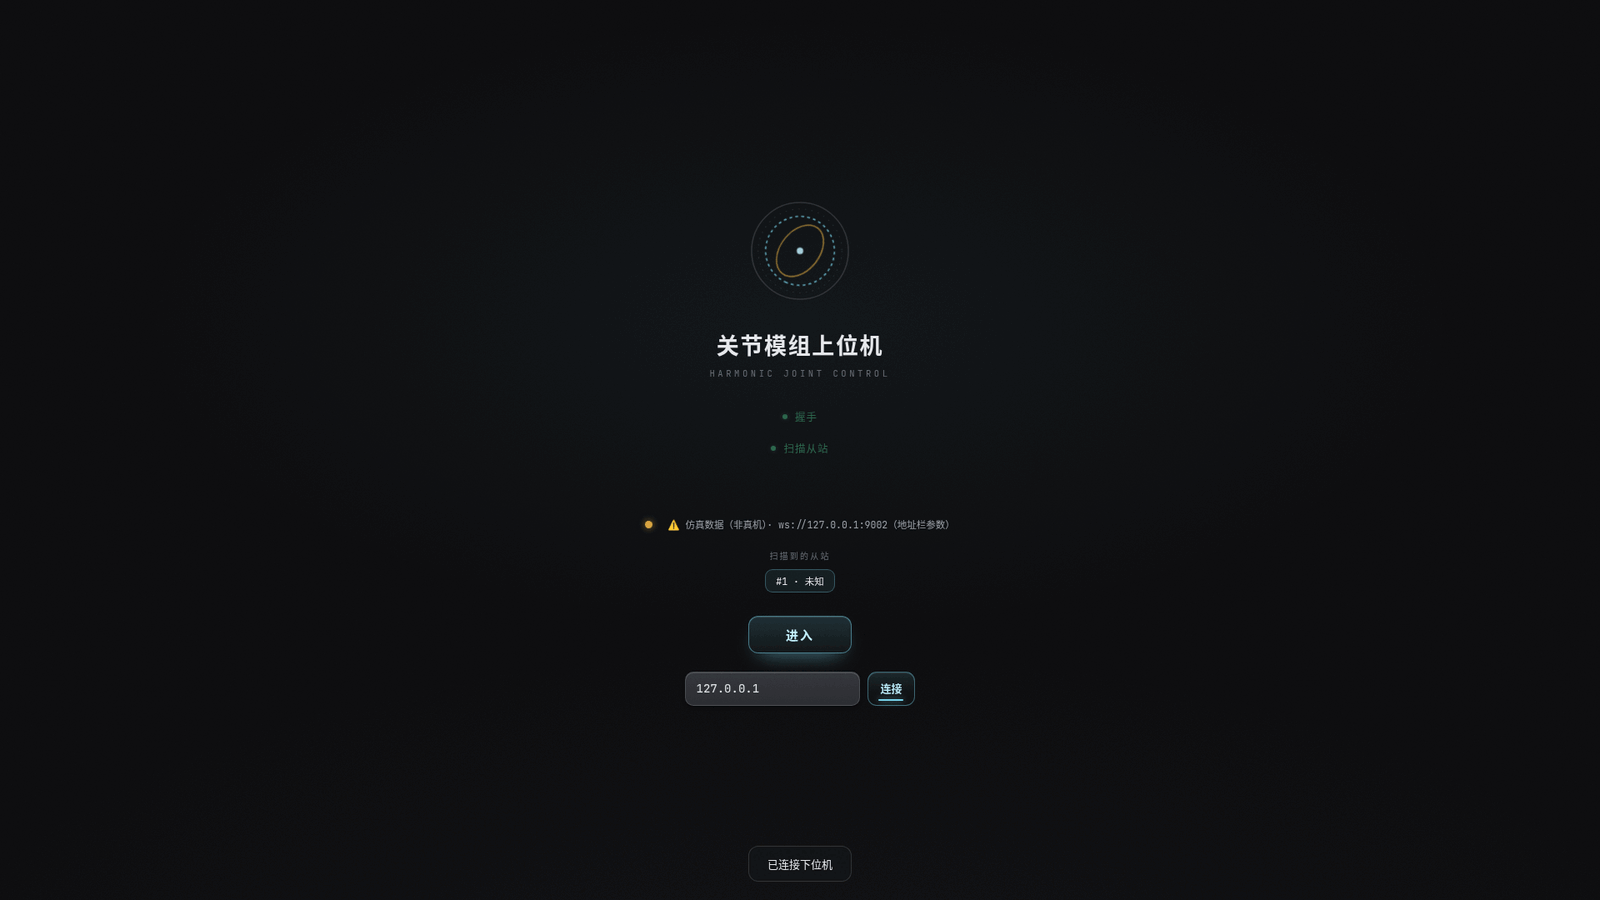 关节模组上位机
HARMONIC JOINT CONTROL
握手
扫描从站
⚠️ 仿真数据（非真机）· ws://127.0.0.1:9002（地址栏参数）
扫描到的从站
#1 · 未知
进入
127.0.0.1 连接
已连接下位机